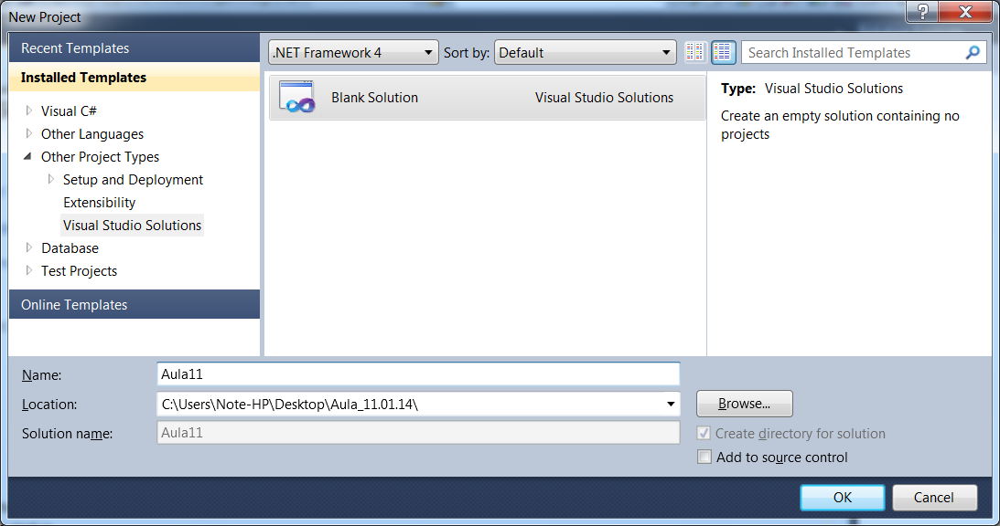 New Project
Recent Templates
Installed Templates
Visual C#
Other Languages
Other Project Types
Setup and Deployment
Extensibility
Visual Studio Solutions
Database
Test Projects
Online Templates
.NET Framework 4
Sort by: Default
Search Installed Templates
Blank Solution Visual Studio Solutions
Type: Visual Studio Solutions
Create an empty solution containing no
projects
Name: Aula11
Location: C:\Users\Note-HP\Desktop\Aula_11.01.14\
Browse...
Solution name: Aula11
Create directory for solution
Add to source control
OK
Cancel